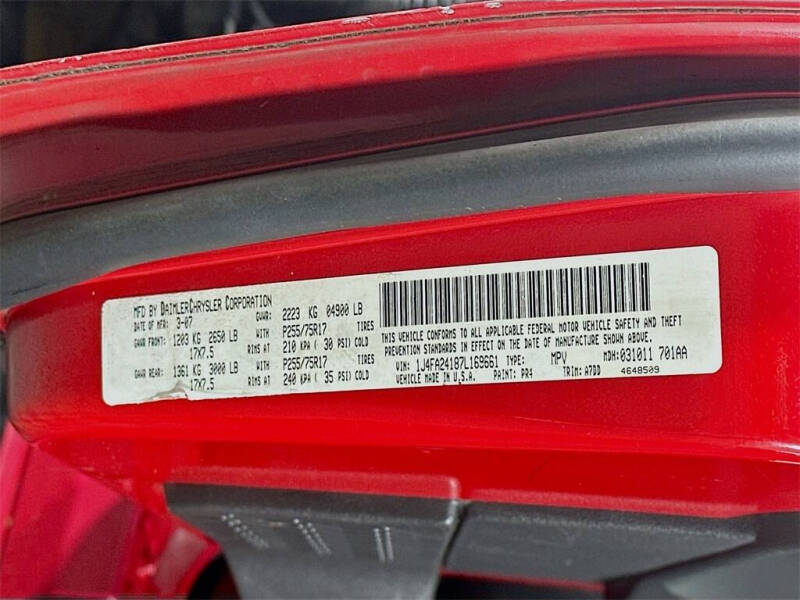 MFD BY DAIMLERCHRYSLER CORPORATION
DATE OF MFR: 3-07 GVWR: 2223 KG 04900 LB
GAWR FRONT: 1203 KG 2650 LB WITH P255/75R17 TIRES
17X7.5 RIMS AT 210 KPA ( 30 PSI) COLD
GAWR REAR: 1361 KG 3000 LB WITH P255/75R17 TIRES
17X7.5 RIMS AT 240 KPA ( 35 PSI) COLD
THIS VEHICLE CONFORMS TO ALL APPLICABLE FEDERAL MOTOR VEHICLE SAFETY AND THEFT
PREVENTION STANDARDS IN EFFECT ON THE DATE OF MANUFACTURE SHOWN ABOVE.
VIN: 1J4FA24187L169661 TYPE: MPV MDH: 031011 701AA
VEHICLE MADE IN U.S.A. PAINT: PR4 TRIM: A7DD 4648509